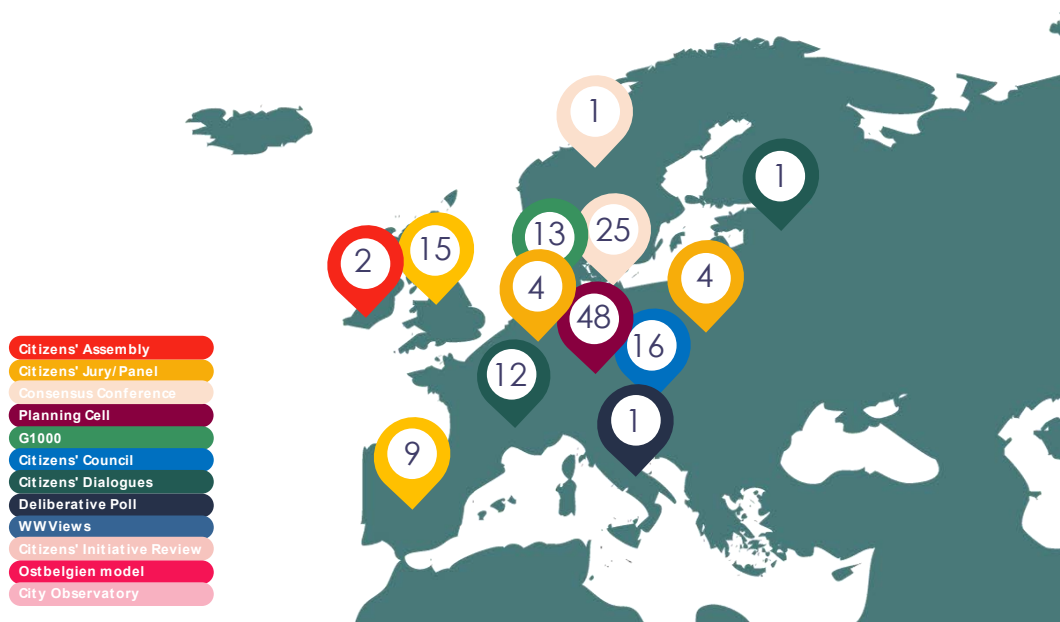 1
1
13
25
15
2
4
4
48
16
12
1
9
Citizens' Assembly
Citizens' Jury/Panel
Consensus Conference
Planning Cell
G1000
Citizens' Council
Citizens' Dialogues
Deliberative Poll
WWViews
Citizens' Initiative Review
Ostbelgien model
City Observatory